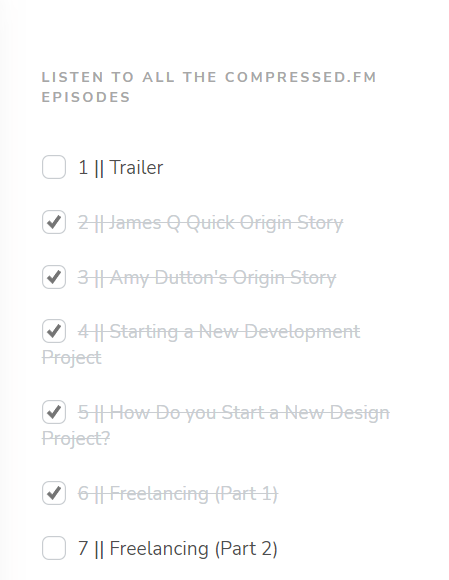 LISTEN TO ALL THE COMPRESSED.FM
EPISODES
1 || Trailer
2 || James Q Quick Origin Story
3 || Amy Dutton's Origin Story
4 || Starting a New Development
Project
5 || How Do you Start a New Design
Project?
6 || Freelancing (Part 1)
7 || Freelancing (Part 2)